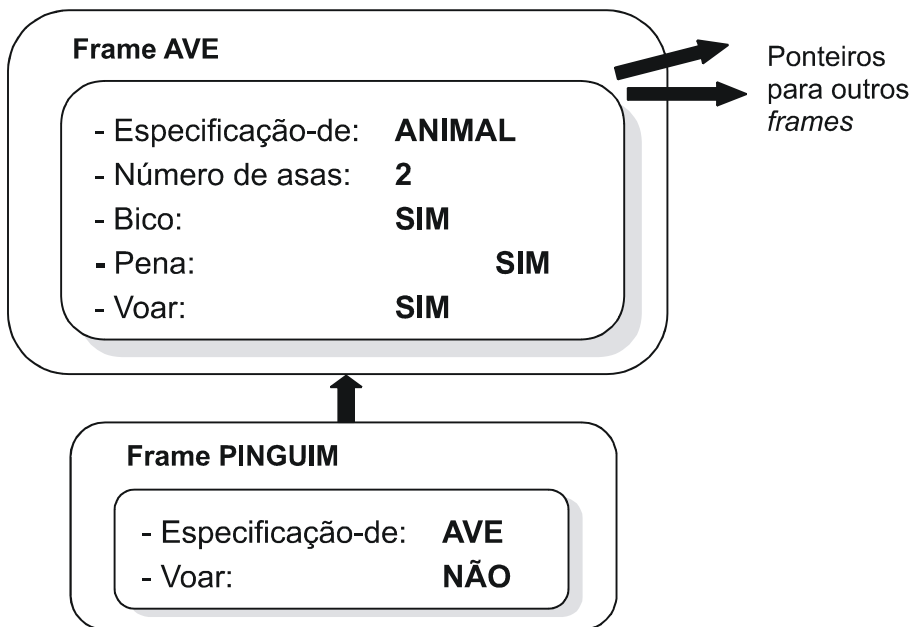 Frame AVE
- Especificação-de: ANIMAL
- Número de asas: 2
- Bico: SIM
- Pena: SIM
- Voar: SIM
Ponteiros
para outros
frames
Frame PINGUIM
- Especificação-de: AVE
- Voar: NÃO